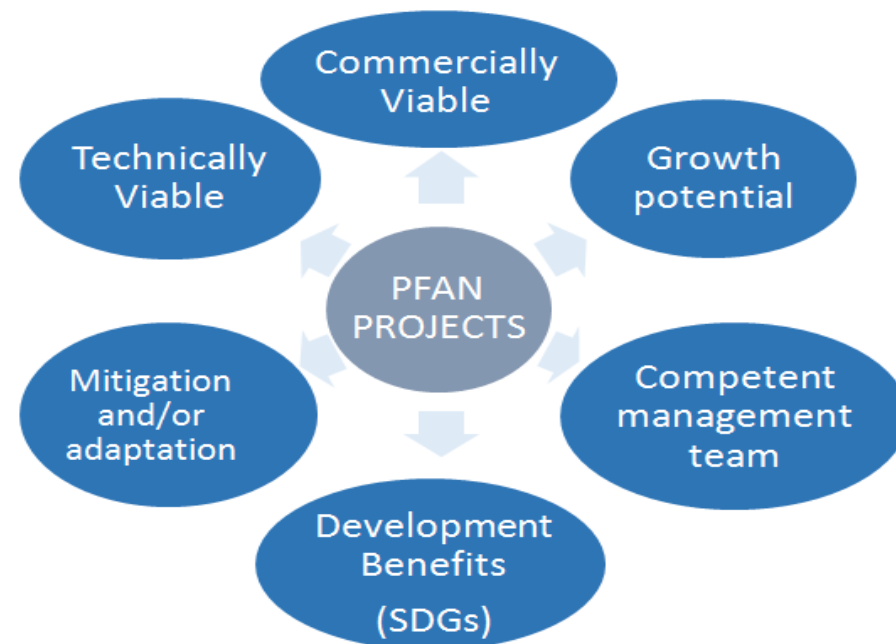 Commercially
Viable
Technically
Viable
Growth
potential
PFAN
PROJECTS
Mitigation
and/or
adaptation
Competent
management
team
Development
Benefits
(SDGs)